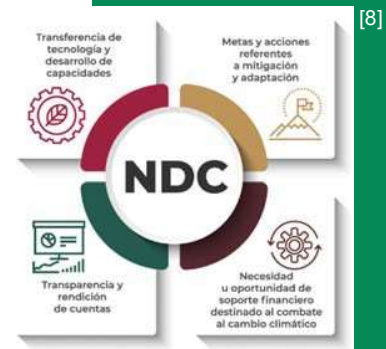 [8]
Transferencia de
tecnología y
desarrollo de
capacidades
Metas y acciones
referentes
a mitigación
y adaptación
NDC
Transparencia y
rendición
de cuentas
Necesidad
u oportunidad de
soporte financiero
destinado al combate
al cambio climático